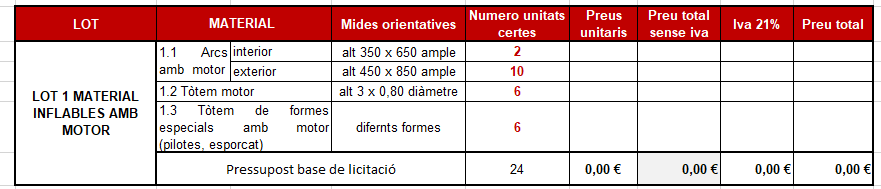 LOT MATERIAL Mides orientatives Numero unitats certes Preus unitaris Preu total sense iva Iva 21% Preu total
LOT 1 MATERIAL INFLABLES AMB MOTOR
1.1 Arcs amb motor
interior alt 350 x 650 ample 2
exterior alt 450 x 850 ample 10
1.2 Tòtem motor alt 3 x 0,80 diàmetre 6
1.3 Tòtem de formes
especials amb motor difernts formes 6
(pilotes, esporcat)
Pressupost base de licitació 24 0,00 € 0,00 € 0,00 € 0,00 €